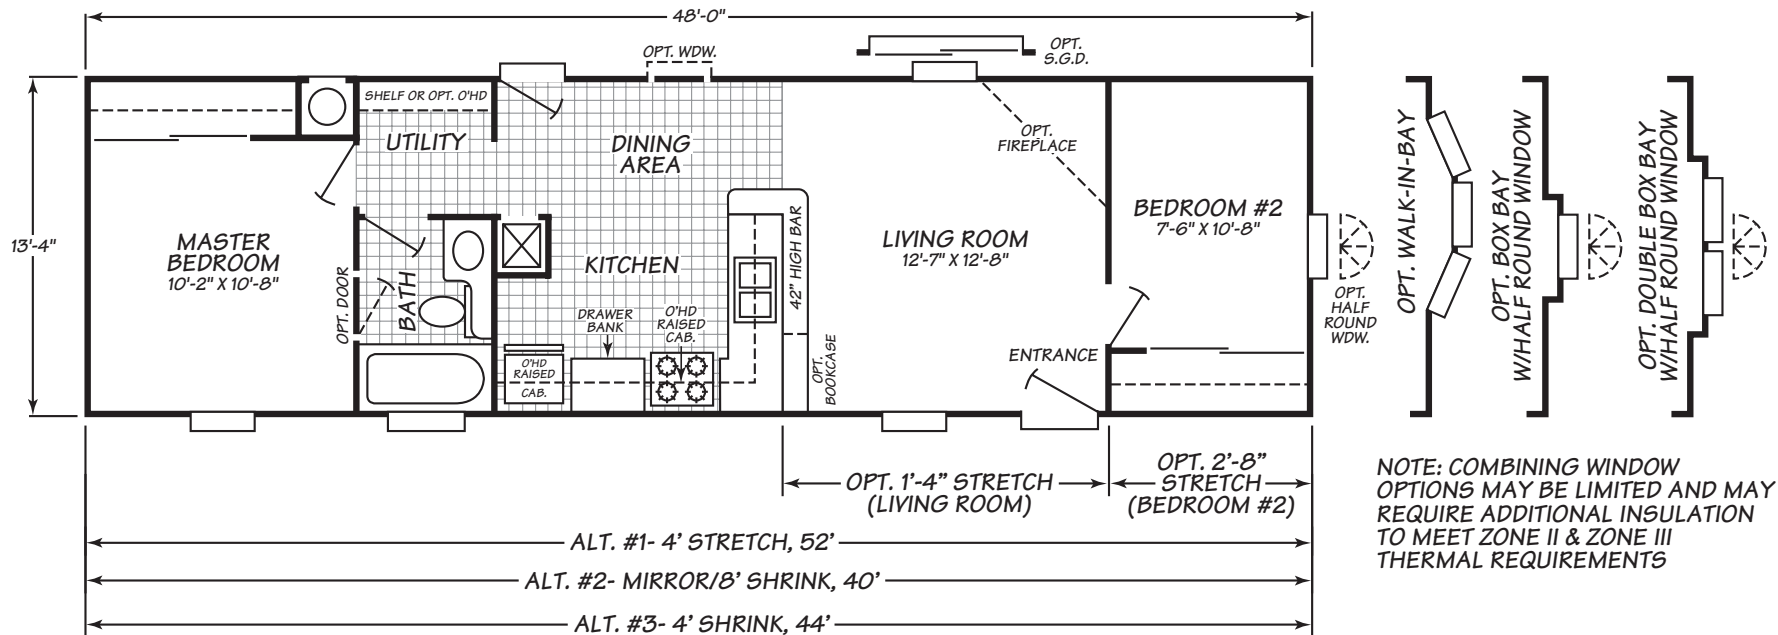 48'-0"
OPT. WDW.
OPT.
S.G.D.
SHELF OR OPT. O'HD
UTILITY
DINING
AREA
OPT.
FIREPLACE
13'-4"
MASTER
BEDROOM
10'-2" X 10'-8"
OPT. DOOR
BATH
KITCHEN
DRAWER
BANK
O'HD
RAISED
CAB.
O'HD
RAISED
CAB.
42" HIGH BAR
OPT.
BOOKCASE
LIVING ROOM
12'-7" X 12'-8"
ENTRANCE
BEDROOM #2
7'-6" X 10'-8"
OPT.
HALF
ROUND
WDW.
OPT. WALK-IN-BAY
OPT. BOX BAY
W/HALF ROUND WINDOW
OPT. DOUBLE BOX BAY
W/HALF ROUND WINDOW
OPT. 1'-4” STRETCH
(LIVING ROOM)
OPT. 2'-8”
STRETCH
(BEDROOM #2)
NOTE: COMBINING WINDOW
OPTIONS MAY BE LIMITED AND MAY
REQUIRE ADDITIONAL INSULATION
TO MEET ZONE II & ZONE III
THERMAL REQUIREMENTS
ALT. #1- 4’ STRETCH, 52’
ALT. #2- MIRROR/8’ SHRINK, 40’
ALT. #3- 4’ SHRINK, 44’